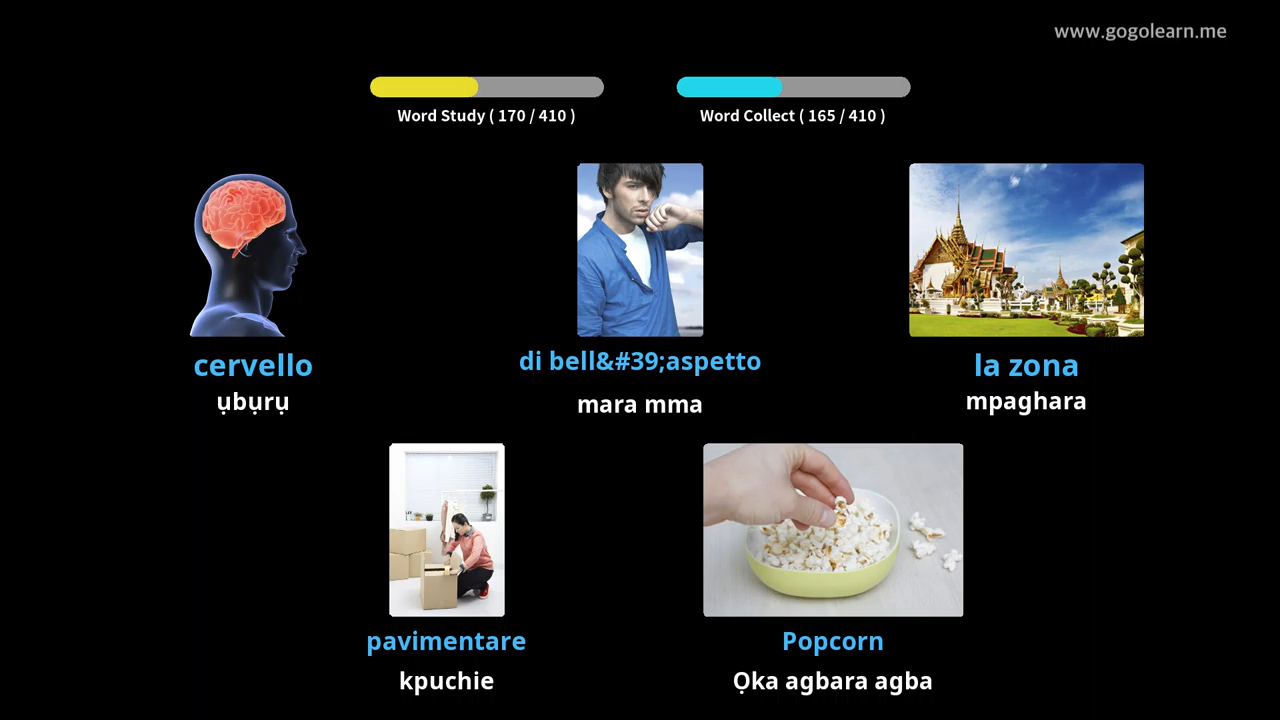 www.gogolearn.me
Word Study ( 170 / 410 )
Word Collect ( 165 / 410 )
cervello
ụbụrụ
di bell&#39;aspetto
mara mma
la zona
mpaghara
pavimentare
kpuchie
Popcorn
Ọka agbara agba